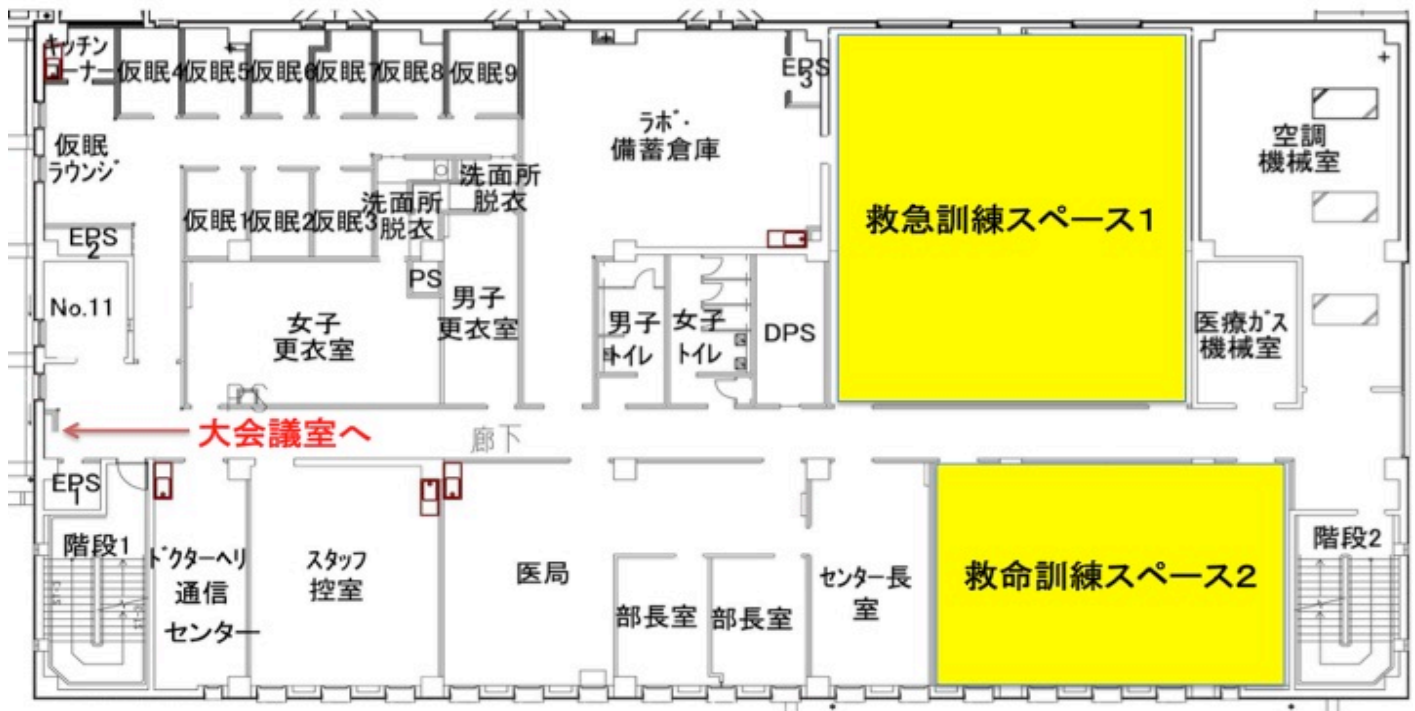 キッチン
コーナー
仮眠4
仮眠5
仮眠6
仮眠7
仮眠8
仮眠9
EPS
3
ラボ・
備蓄倉庫
空調
機械室
仮眠
ラウンジ
洗面所
脱衣
洗面所
脱衣
仮眠1
仮眠2
仮眠3
救急訓練スペース1
EPS
2
PS
No.11
女子
更衣室
男子
更衣室
男子
トイレ
女子
トイレ
DPS
医療ガス
機械室
大会議室へ
廊下
EPS
1
階段1
ドクターヘリ
通信
センター
スタッフ
控室
医局
部長室
部長室
センター長
室
救命訓練スペース2
階段2